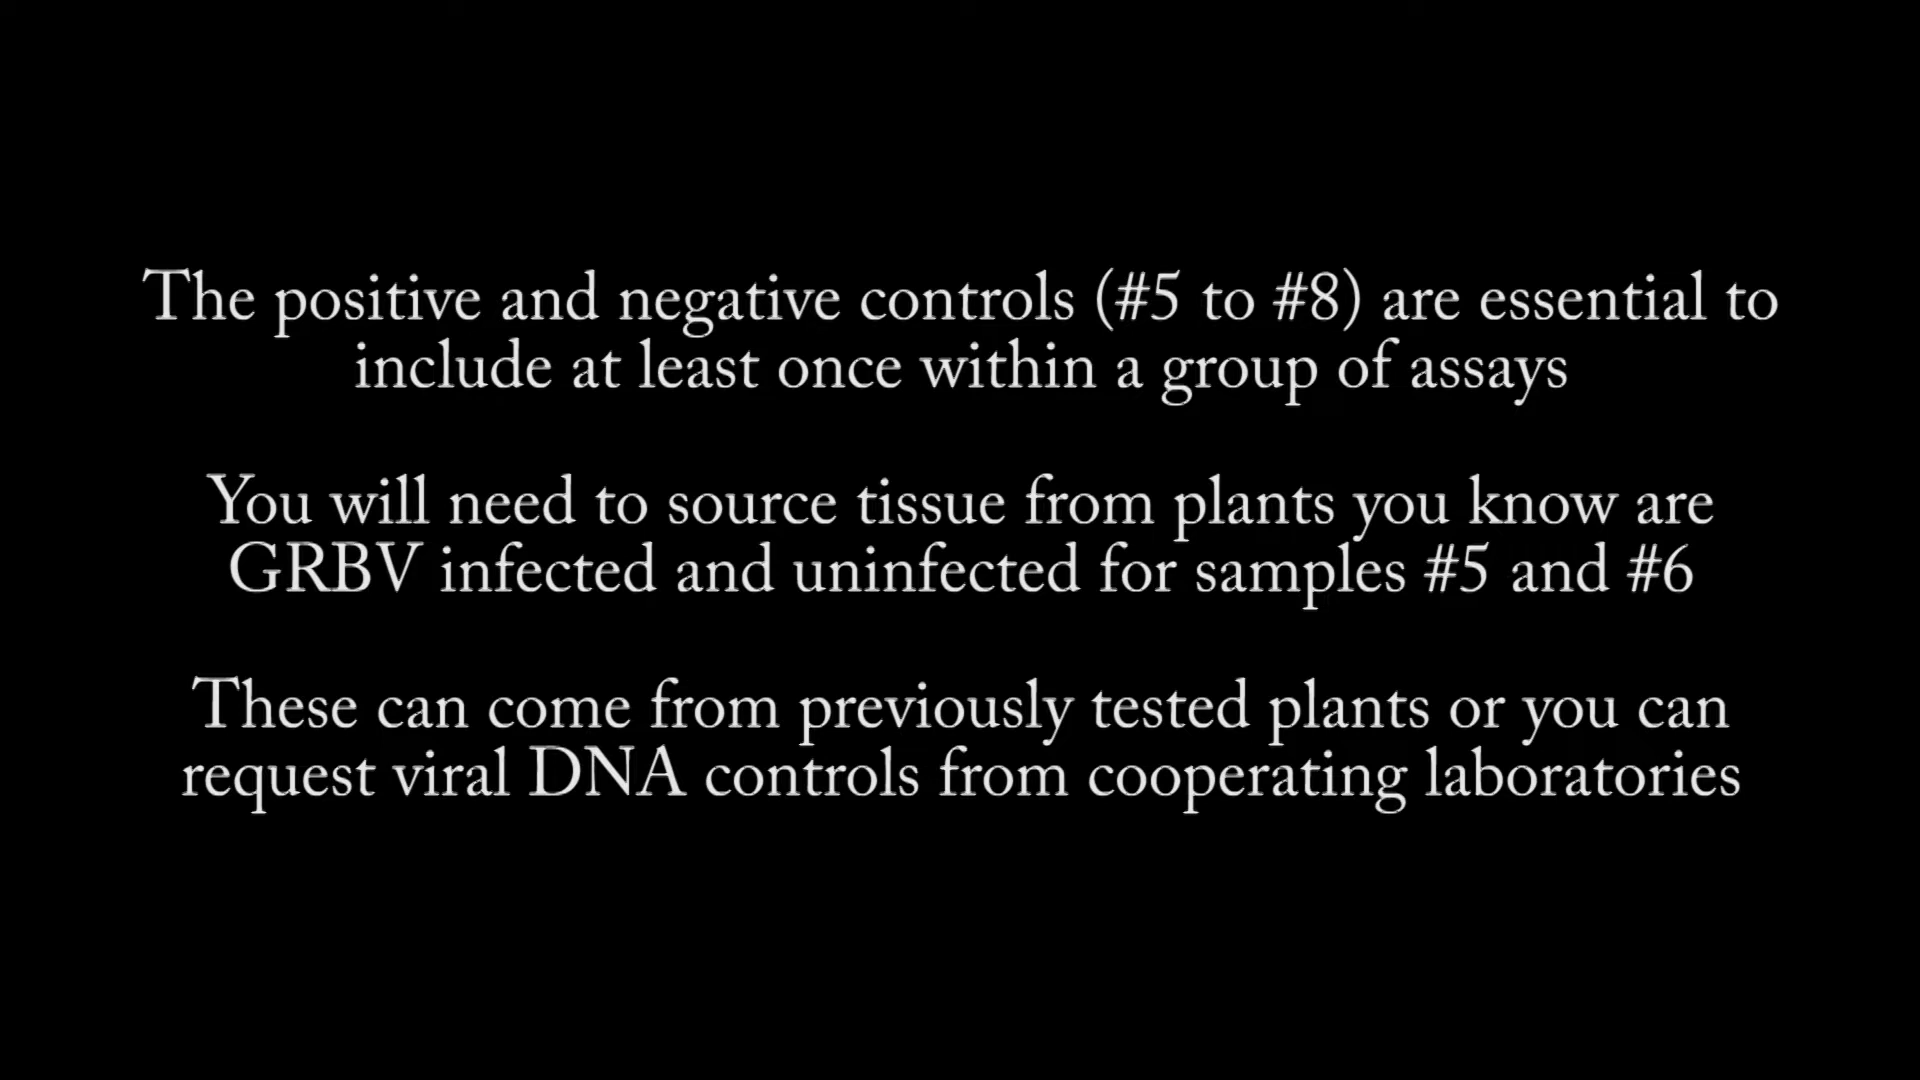 The positive and negative controls (#5 to #8) are essential to
include at least once within a group of assays
You will need to source tissue from plants you know are
GRBV infected and uninfected for samples #5 and #6
These can come from previously tested plants or you can
request viral DNA controls from cooperating laboratories